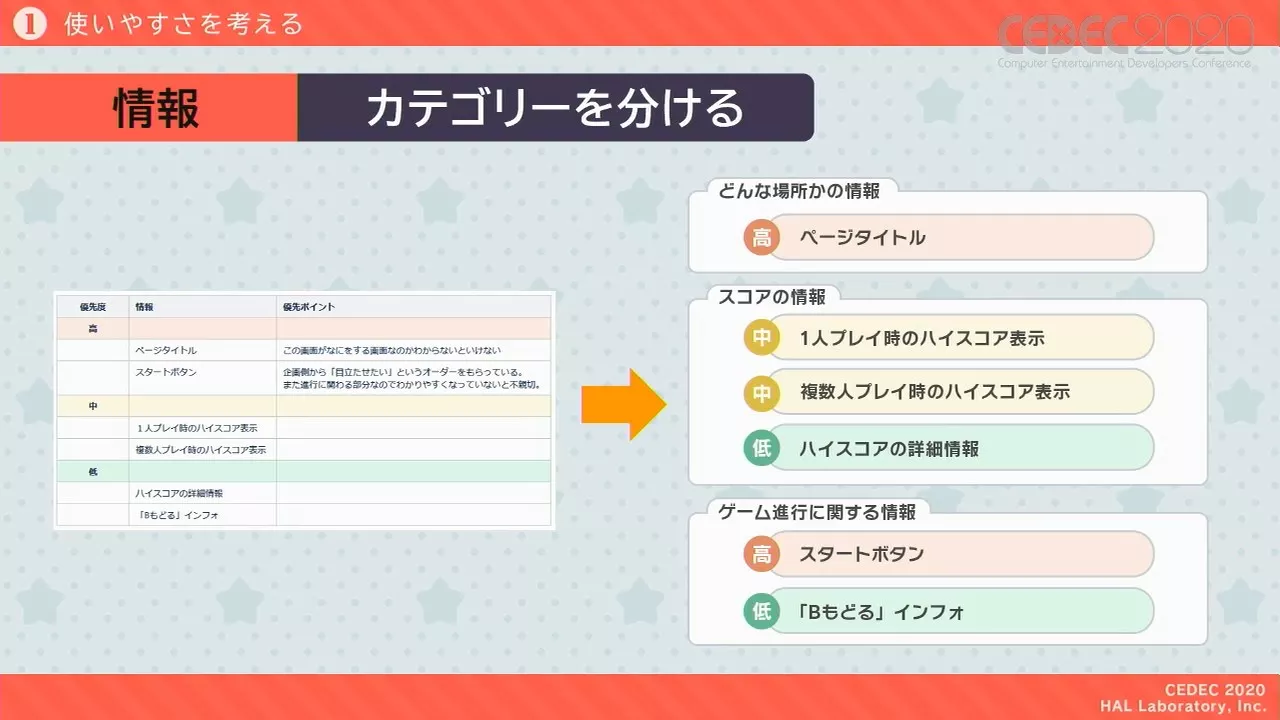 1 使いやすさを考える
CEDEC2020
Computer Entertainment Developers Conference
情報 カテゴリーを分ける
優先度 情報 優先ポイント
高
ページタイトル この画面がなにをする画面なのかわからないといけない
スタートボタン 企画側から「目立たせたい」というオーダーをもらっている。
また進行に関わる部分なのでわかりやすくなっていないと不親切。
中
1人プレイ時のハイスコア表示
複数人プレイ時のハイスコア表示
低
ハイスコアの詳細情報
「Bもどる」インフォ
どんな場所かの情報
高 ページタイトル
スコアの情報
中 1人プレイ時のハイスコア表示
中 複数人プレイ時のハイスコア表示
低 ハイスコアの詳細情報
ゲーム進行に関する情報
高 スタートボタン
低 「Bもどる」インフォ
CEDEC 2020
HAL Laboratory, Inc.